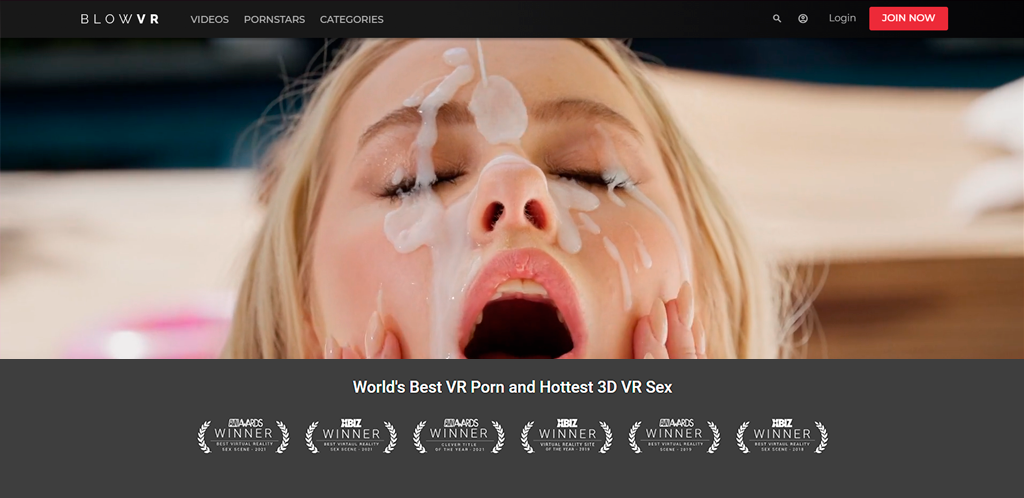 BLOWVR
VIDEOS PORNSTARS CATEGORIES
Login
JOIN NOW
World's Best VR Porn and Hottest 3D VR Sex
AVN AWARDS
WINNER
BEST VIRTUAL REALITY
SEX SCENE - 2021
XBIZ
WINNER
BEST VIRTUAL REALITY
SEX SCENE - 2021
AVN AWARDS
WINNER
CLEVER TITLE
OF THE YEAR - 2021
XBIZ
WINNER
VIRTUAL REALITY SITE
OF THE YEAR - 2018
AVN AWARDS
WINNER
BEST VIRTUAL REALITY
SCENE - 2019
XBIZ
WINNER
BEST VIRTUAL REALITY
SEX SCENE - 2018